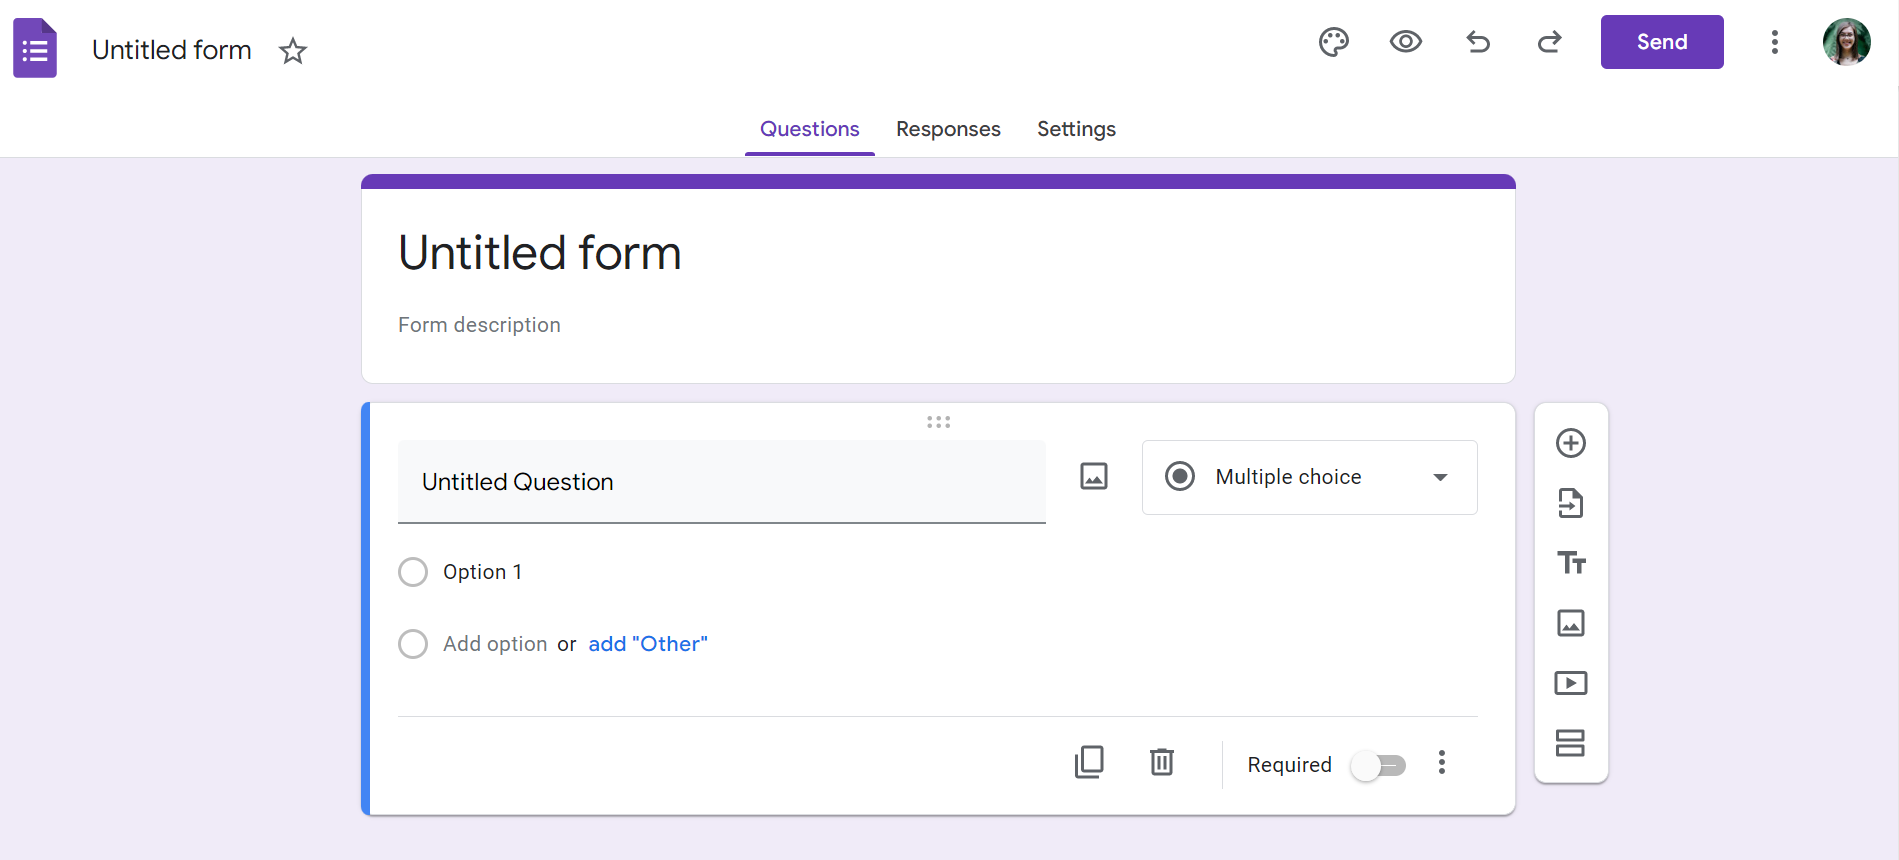 Untitled form
Send
Questions Responses Settings
Untitled form
Form description
Untitled Question
Multiple choice
Option 1
Add option or add "Other"
Required